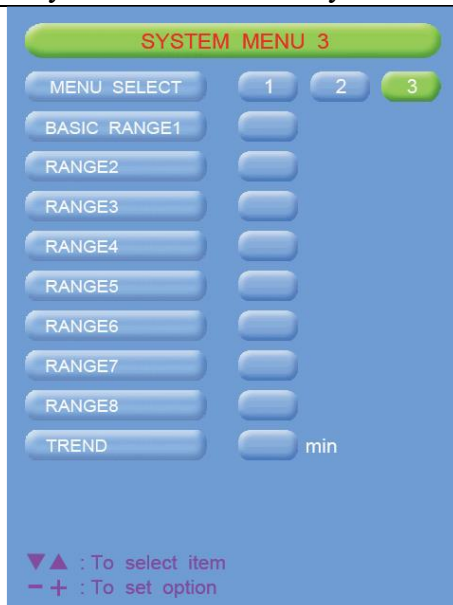 SYSTEM MENU 3
MENU SELECT 1 2 3
BASIC RANGE1
RANGE2
RANGE3
RANGE4
RANGE5
RANGE6
RANGE7
RANGE8
TREND min
▼▲ : To select item
− + : To set option